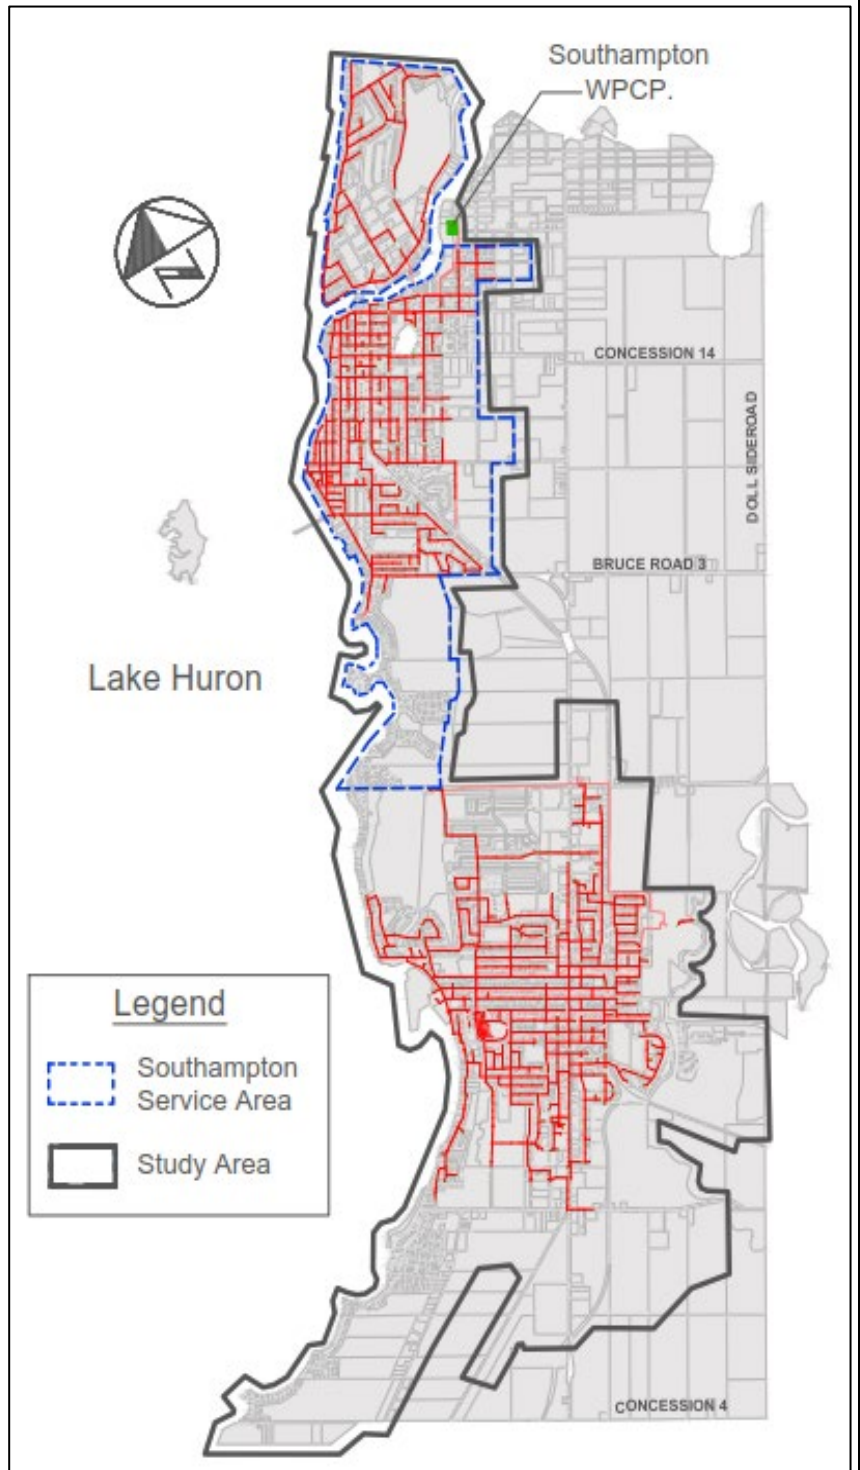 Southampton
WPCP.
CONCESSION 14
DOLL SIDEROAD
BRUCE ROAD 3
Lake Huron
Legend
Southampton
Service Area
Study Area
CONCESSION 4